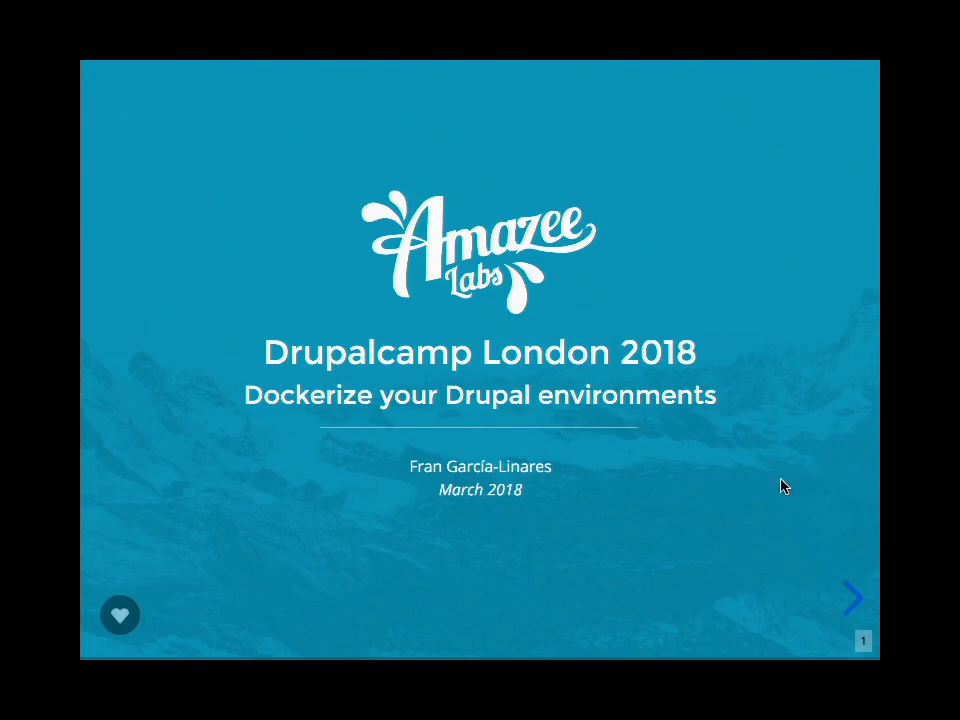 Amazee
Labs
Drupalcamp London 2018
Dockerize your Drupal environments
Fran García-Linares
March 2018
1